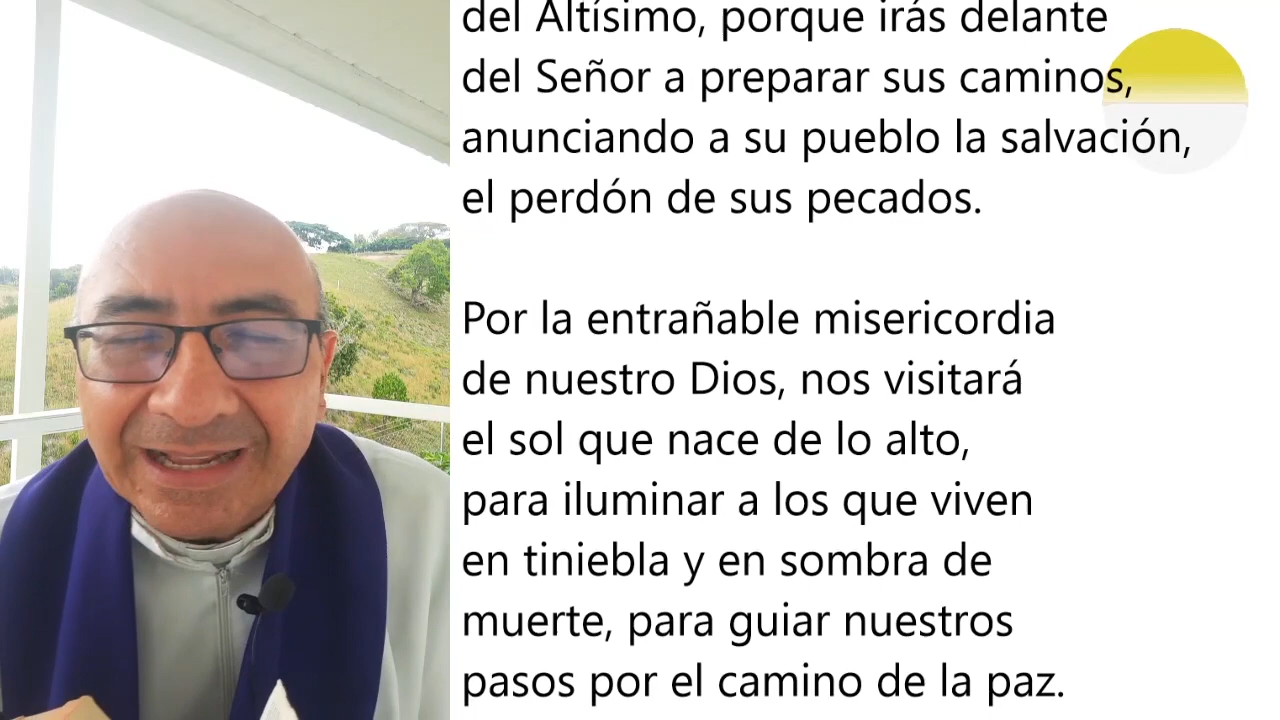 del Altísimo, porque irás delante
del Señor a preparar sus caminos,
anunciando a su pueblo la salvación,
el perdón de sus pecados.
Por la entrañable misericordia
de nuestro Dios, nos visitará
el sol que nace de lo alto,
para iluminar a los que viven
en tiniebla y en sombra de
muerte, para guiar nuestros
pasos por el camino de la paz.